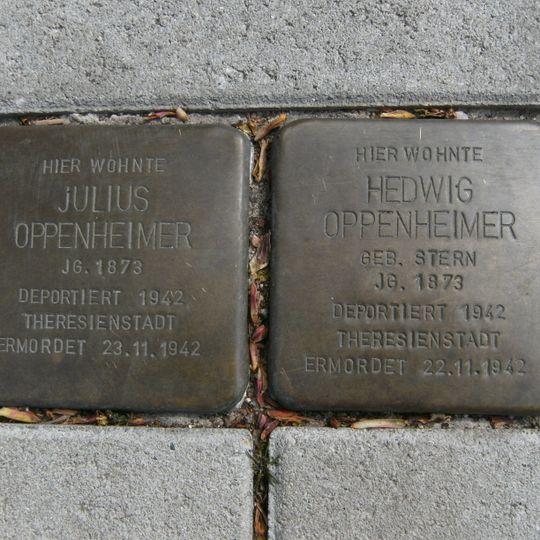 HIER WOHNTE
JULIUS
OPPENHEIMER
JG. 1873
DEPORTIERT 1942
THERESIENSTADT
ERMORDET 23.11.1942
HIER WOHNTE
HEDWIG
OPPENHEIMER
GEB. STERN
JG. 1873
DEPORTIERT 1942
THERESIENSTADT
ERMORDET 22.11.1942